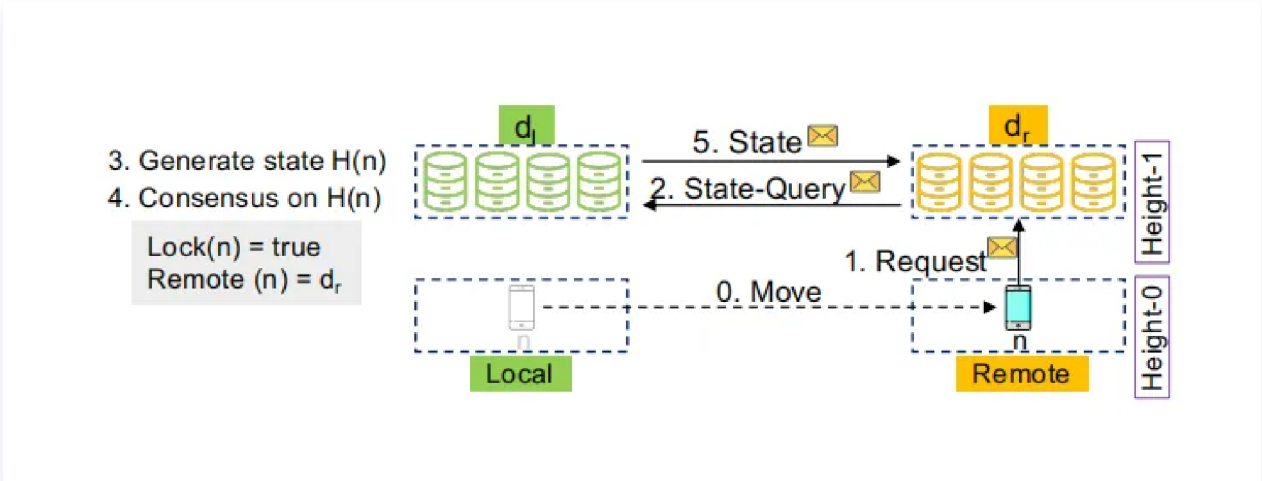 d_l
d_r
5. State
3. Generate state H(n)
2. State-Query
4. Consensus on H(n)
Height-1
Lock(n) = true
Remote (n) = d_r
1. Request
0. Move
n
n
Height-0
Local
Remote